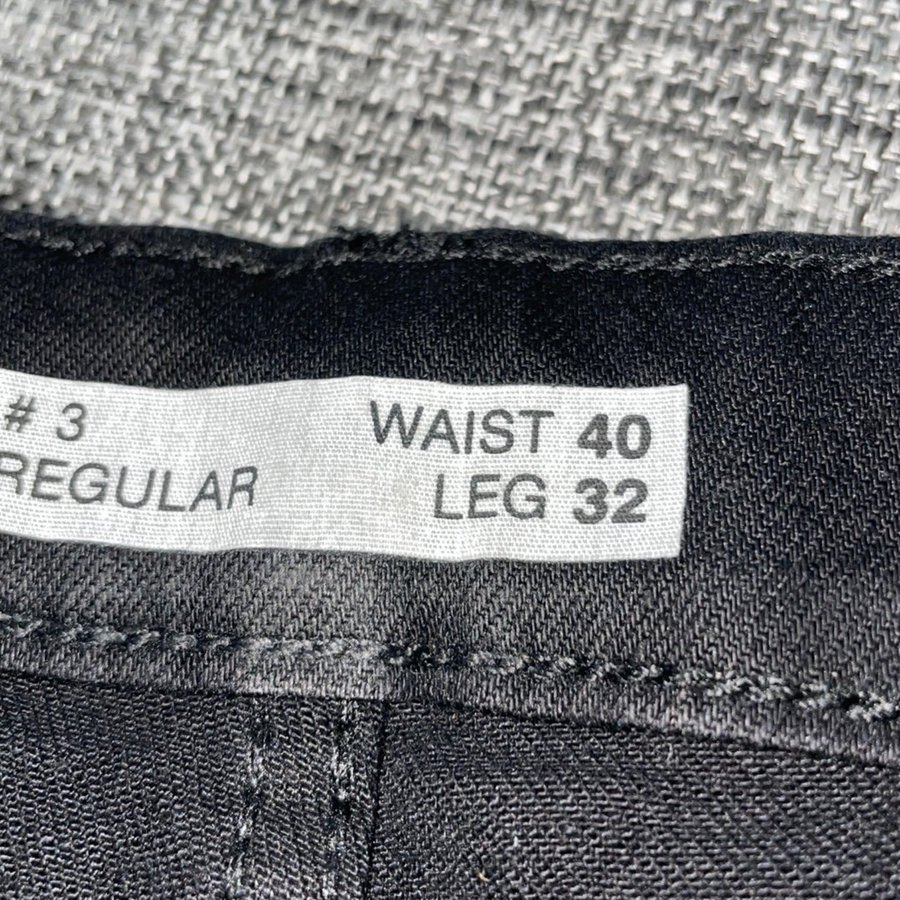 # 3 WAIST 40
REGULAR LEG 32